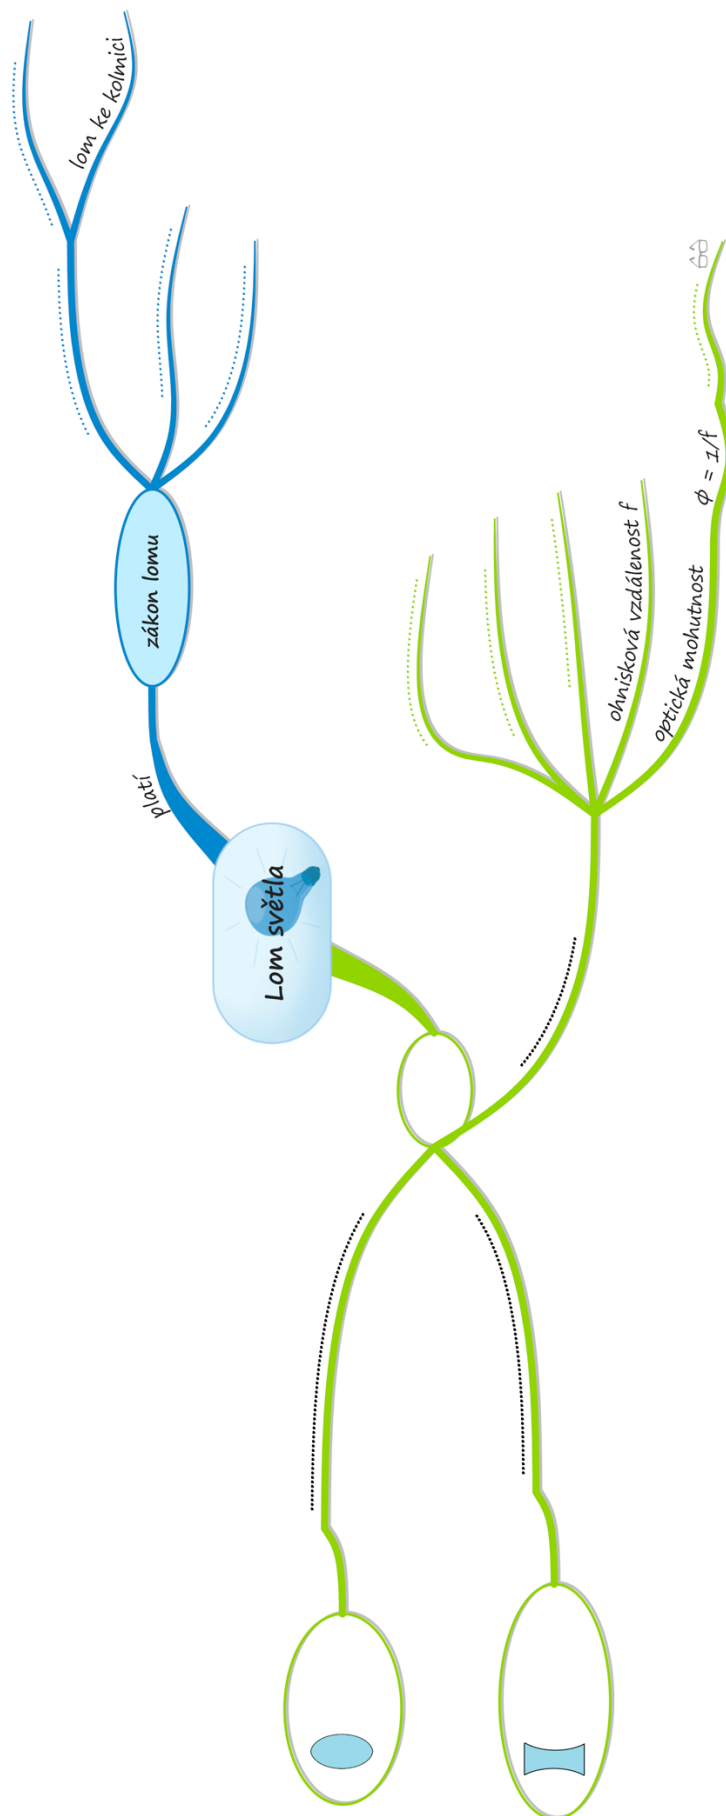 Lom světla
platí
zákon lomu
lom ke kolmici
ohnisková vzdálenost f
optická mohutnost
φ = 1/f